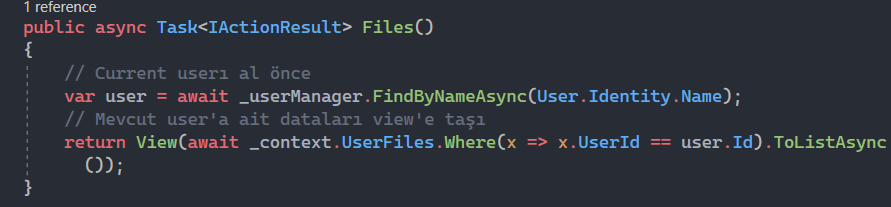 1 reference
public async Task<IActionResult> Files()
{
// Current userı al önce
var user = await _userManager.FindByNameAsync(User.Identity.Name);
// Mevcut user'a ait dataları view'e taşı
return View(await _context.UserFiles.Where(x => x.UserId == user.Id).ToListAsync
());
}